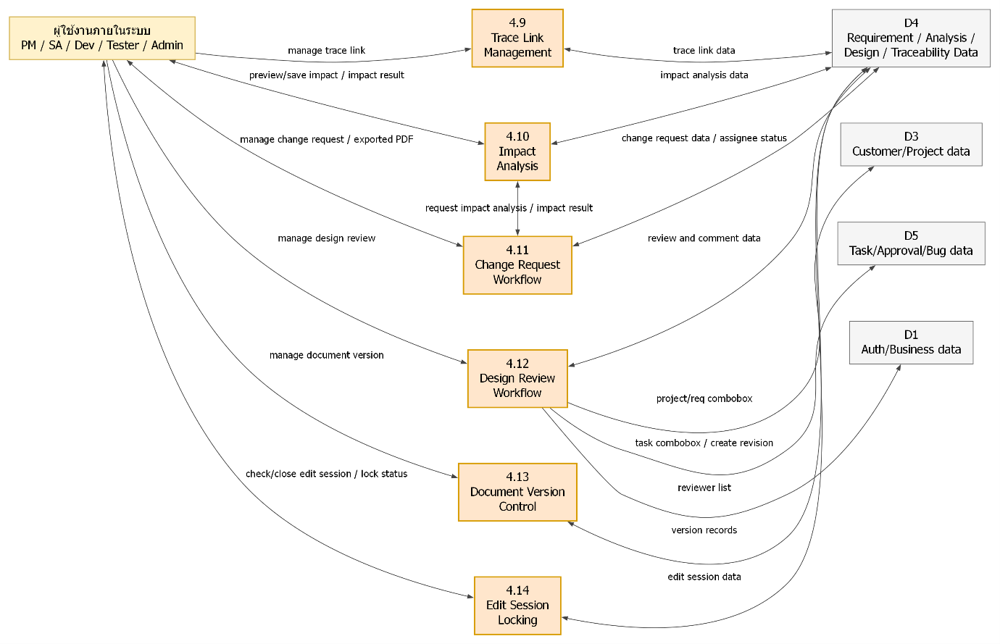 ผู้ใช้งานภายในระบบ
PM / SA / Dev / Tester / Admin
4.9
Trace Link
Management
D4
Requirement / Analysis /
Design / Traceability Data
manage trace link
trace link data
preview/save impact / impact result
impact analysis data
4.10
Impact
Analysis
D3
Customer/Project data
manage change request / exported PDF
change request data / assignee status
request impact analysis / impact result
4.11
Change Request
Workflow
D5
Task/Approval/Bug data
manage design review
review and comment data
D1
Auth/Business data
manage document version
4.12
Design Review
Workflow
project/req combobox
task combobox / create revision
reviewer list
check/close edit session / lock status
4.13
Document Version
Control
version records
edit session data
4.14
Edit Session
Locking